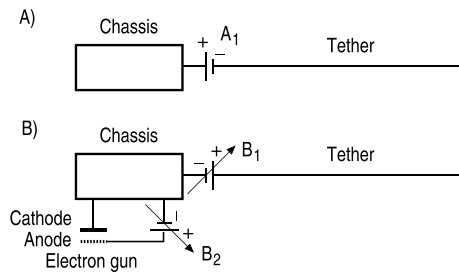 A)
Chassis
+ A1
−
Tether
B)
Chassis
− + B1
Tether
Cathode
Anode
Electron gun
− +
B2